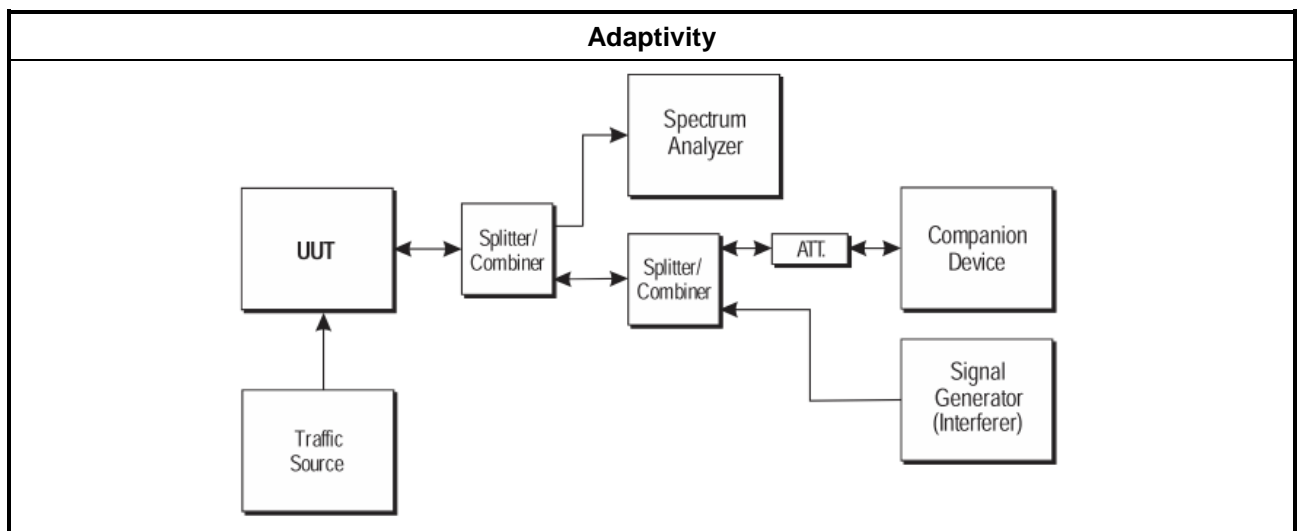 Adaptivity
Spectrum
Analyzer
UUT
Splitter/
Combiner
Splitter/
Combiner
ATT.
Companion
Device
Traffic
Source
Signal
Generator
(Interferer)